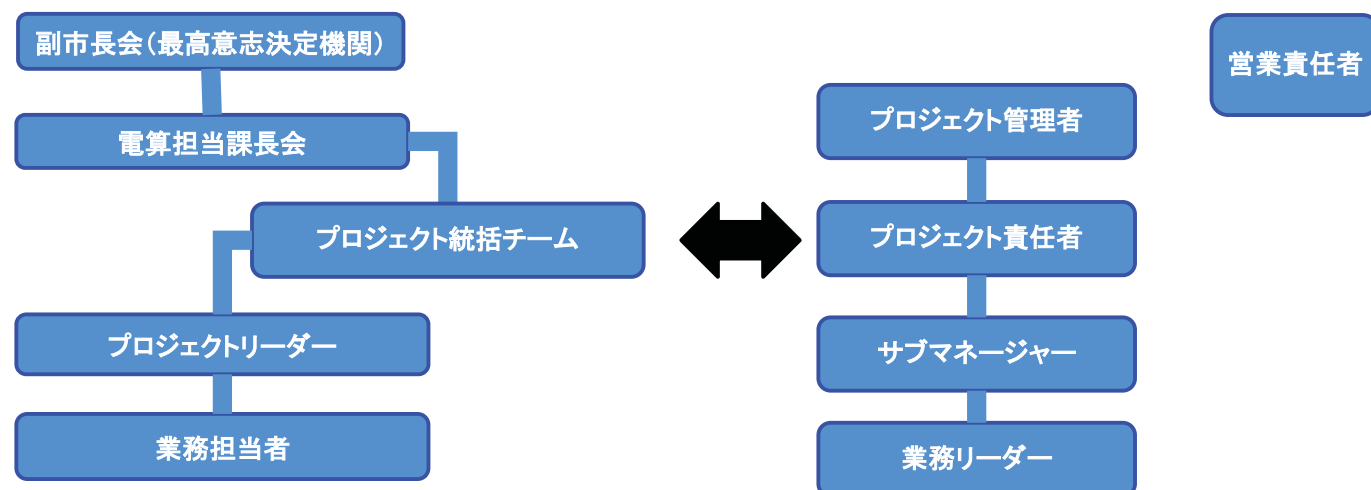 副市長会（最高意志決定機関）
電算担当課長会
プロジェクト統括チーム
プロジェクトリーダー
業務担当者
プロジェクト管理者
プロジェクト責任者
サブマネージャー
業務リーダー
営業責任者